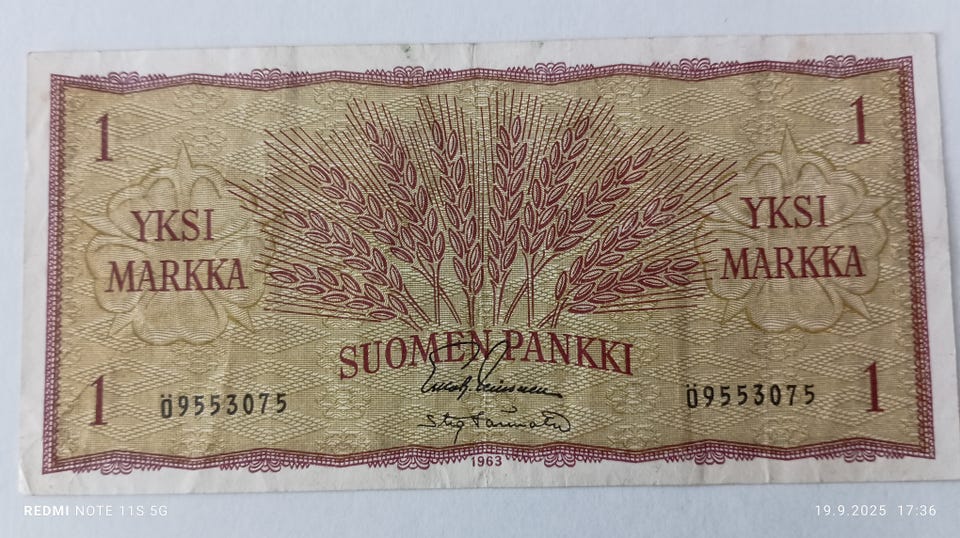 1 1
YKSI MARKKA
YKSI MARKKA
SUOMEN PANKKI
1 Ö9553075 Ö9553075 1
1963
REDMI NOTE 11S 5G 19.9.2025 17:36